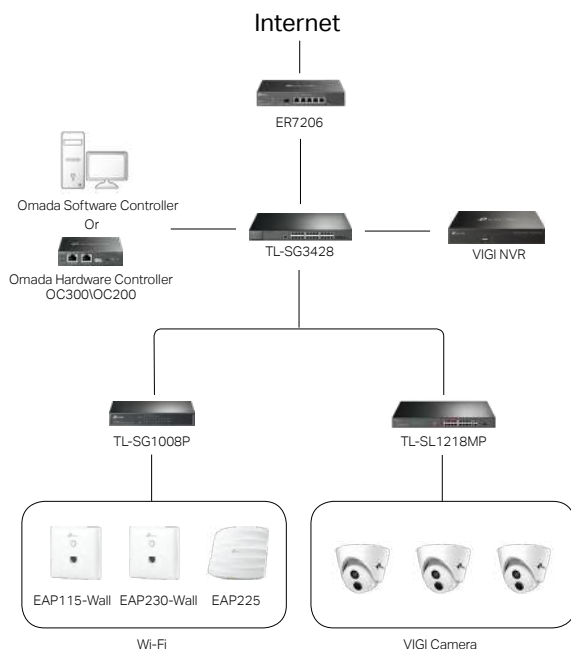 Internet
ER7206
Omada Software Controller
Or
Omada Hardware Controller
OC300\OC200
TL-SG3428
VIGI NVR
TL-SG1008P
TL-SL1218MP
EAP115-Wall
EAP230-Wall
EAP225
Wi-Fi
VIGI Camera